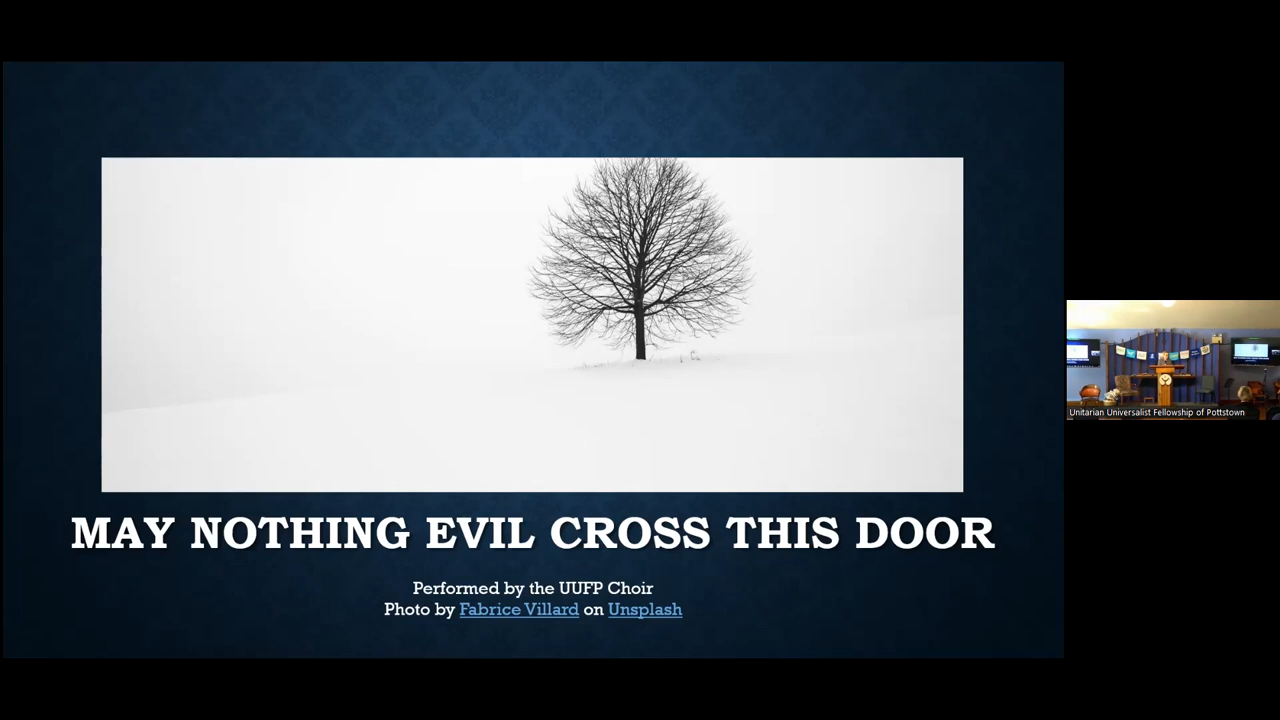 MAY NOTHING EVIL CROSS THIS DOOR
Performed by the UUFP Choir
Photo by Fabrice Villard on Unsplash
Unitarian Universalist Fellowship of Pottstown